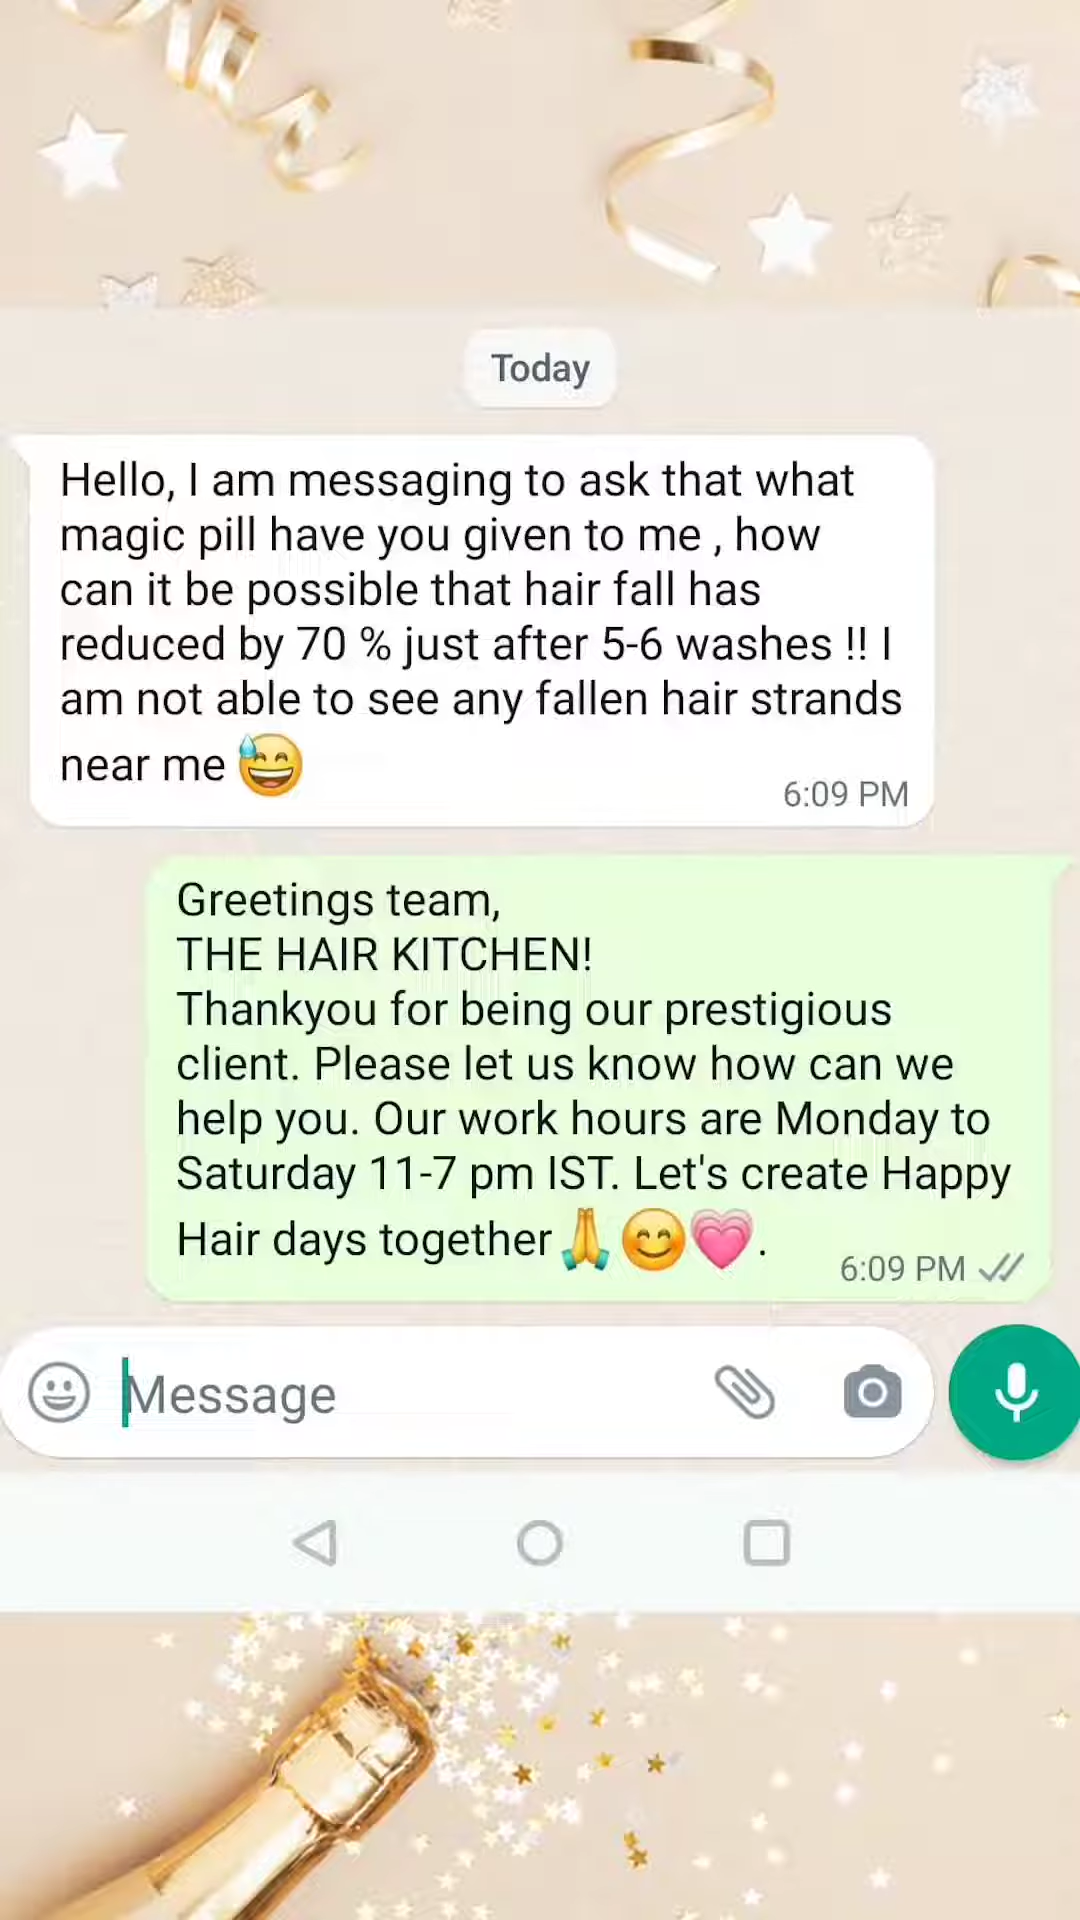 Today
Hello, I am messaging to ask that what
magic pill have you given to me , how
can it be possible that hair fall has
reduced by 70 % just after 5-6 washes !! I
am not able to see any fallen hair strands
near me 😅
6:09 PM
Greetings team,
THE HAIR KITCHEN!
Thankyou for being our prestigious
client. Please let us know how can we
help you. Our work hours are Monday to
Saturday 11-7 pm IST. Let's create Happy
Hair days together🙏😊💗.
6:09 PM
Message